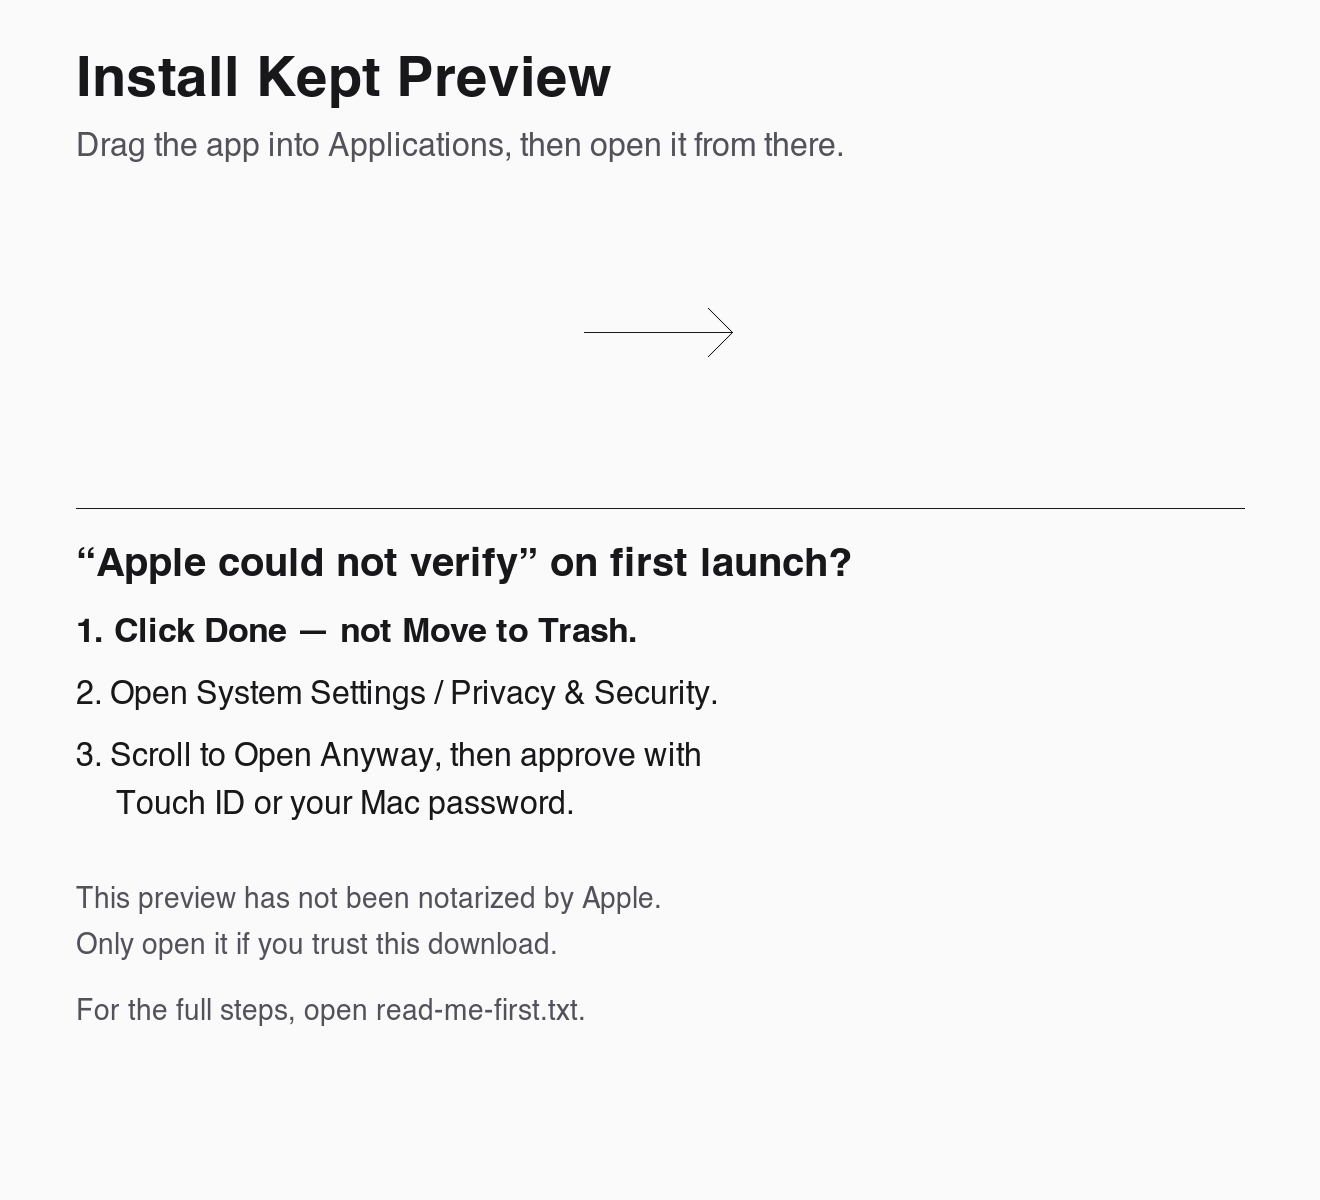 Install Kept Preview
Drag the app into Applications, then open it from there.
“Apple could not verify” on first launch?
1. Click Done — not Move to Trash.
2. Open System Settings / Privacy & Security.
3. Scroll to Open Anyway, then approve with
Touch ID or your Mac password.
This preview has not been notarized by Apple.
Only open it if you trust this download.
For the full steps, open read-me-first.txt.